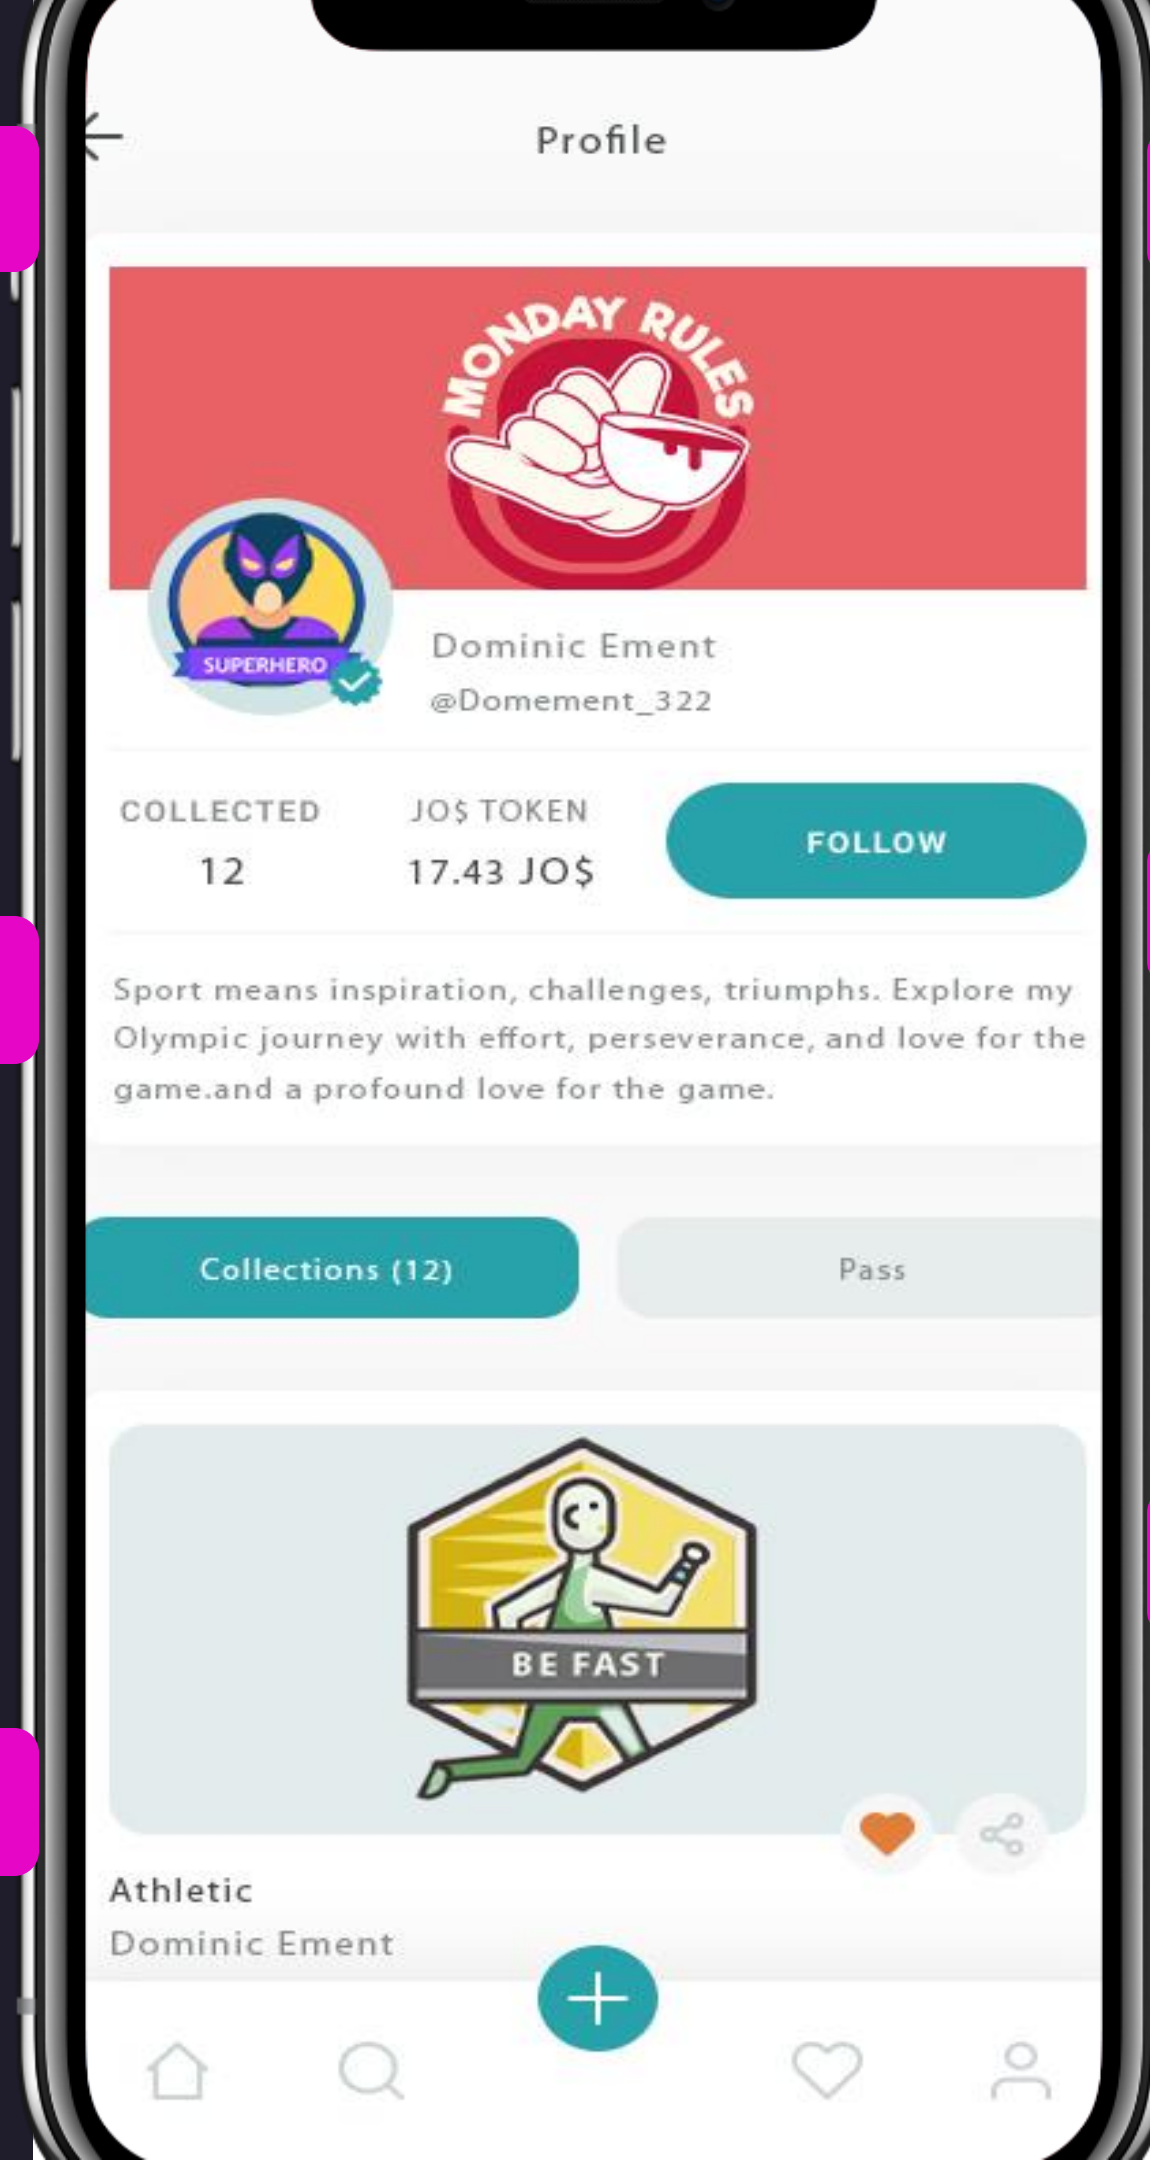 Profile
MONDAY RULES
SUPERHERO
Dominic Ement
@Domement_322
COLLECTED
12
JO$ TOKEN
17.43 JO$
FOLLOW
Sport means inspiration, challenges, triumphs. Explore my
Olympic journey with effort, perseverance, and love for the
game.and a profound love for the game.
Collections (12)
Pass
BE FAST
Athletic
Dominic Ement